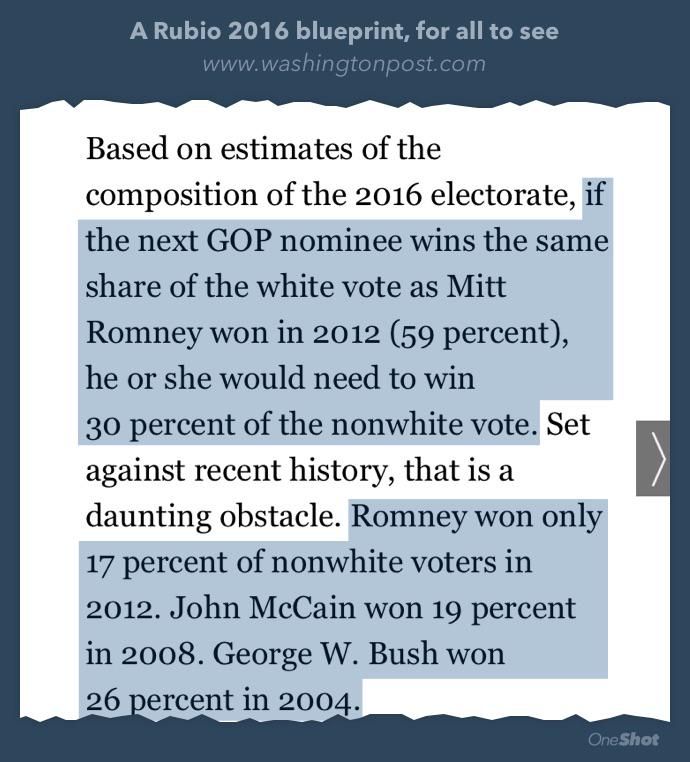 A Rubio 2016 blueprint, for all to see
www.washingtonpost.com
Based on estimates of the
composition of the 2016 electorate, if
the next GOP nominee wins the same
share of the white vote as Mitt
Romney won in 2012 (59 percent),
he or she would need to win
30 percent of the nonwhite vote. Set
against recent history, that is a
daunting obstacle. Romney won only
17 percent of nonwhite voters in
2012. John McCain won 19 percent
in 2008. George W. Bush won
26 percent in 2004.
OneShot